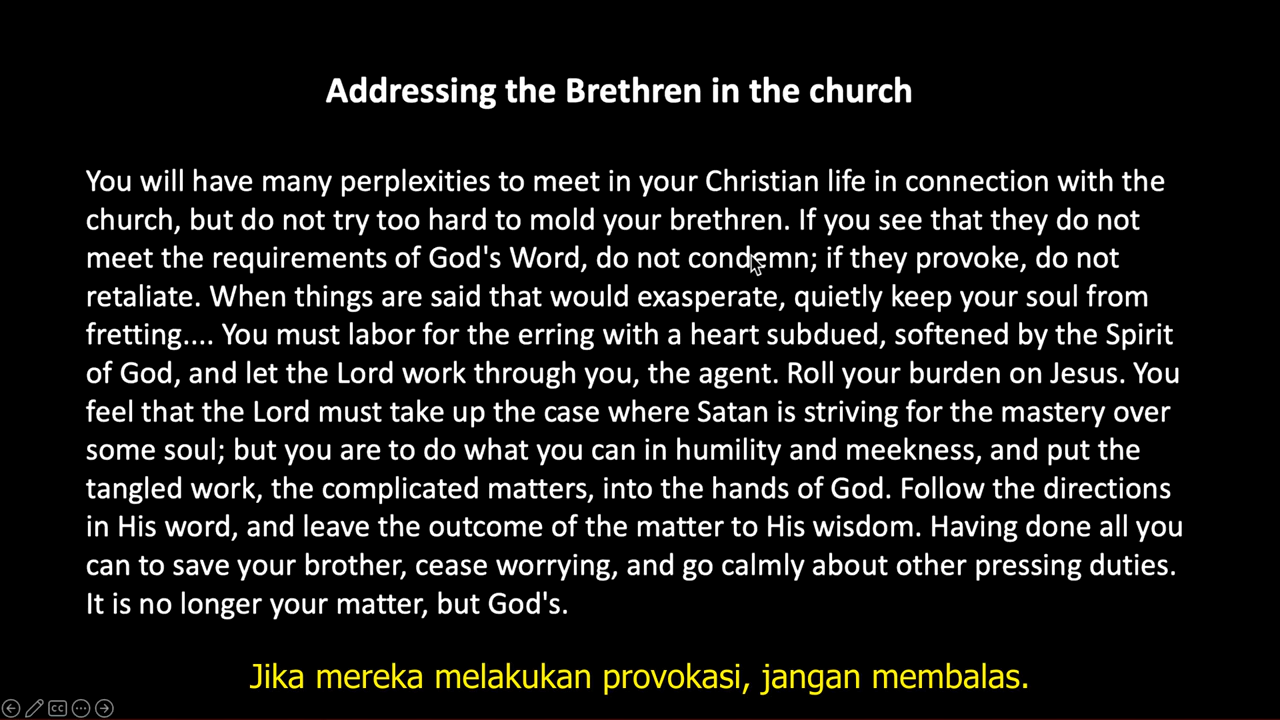 Addressing the Brethren in the church
You will have many perplexities to meet in your Christian life in connection with the
church, but do not try too hard to mold your brethren. If you see that they do not
meet the requirements of God's Word, do not condemn; if they provoke, do not
retaliate. When things are said that would exasperate, quietly keep your soul from
fretting.... You must labor for the erring with a heart subdued, softened by the Spirit
of God, and let the Lord work through you, the agent. Roll your burden on Jesus. You
feel that the Lord must take up the case where Satan is striving for the mastery over
some soul; but you are to do what you can in humility and meekness, and put the
tangled work, the complicated matters, into the hands of God. Follow the directions
in His word, and leave the outcome of the matter to His wisdom. Having done all you
can to save your brother, cease worrying, and go calmly about other pressing duties.
It is no longer your matter, but God's.
Jika mereka melakukan provokasi, jangan membalas.
CC